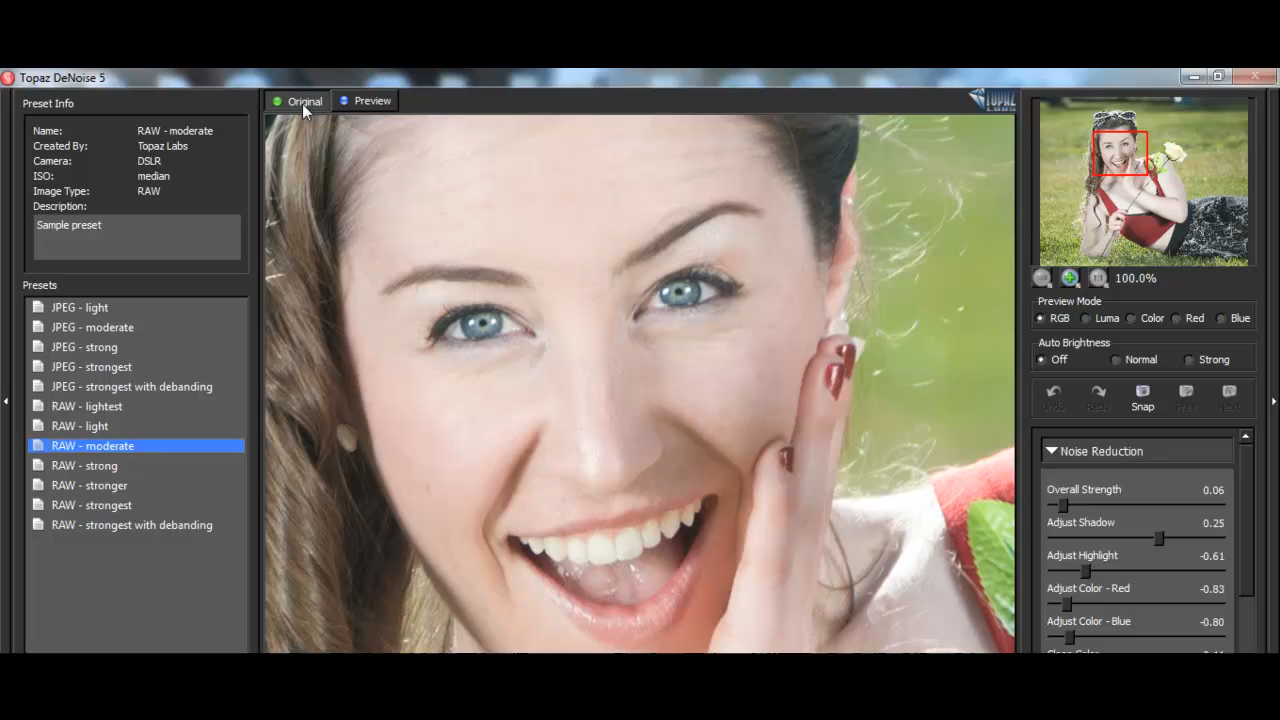 Topaz DeNoise 5
Preset Info
Name: RAW - moderate
Created By: Topaz Labs
Camera: DSLR
ISO: median
Image Type: RAW
Description:
Sample preset
Presets
JPEG - light
JPEG - moderate
JPEG - strong
JPEG - strongest
JPEG - strongest with debanding
RAW - lightest
RAW - light
RAW - moderate
RAW - strong
RAW - stronger
RAW - strongest
RAW - strongest with debanding
Original Preview
TOPAZ
LABS
100.0%
Preview Mode
RGB Luma Color Red Blue
Auto Brightness
Off Normal Strong
Undo Redo Snap Prev Next
Noise Reduction
Overall Strength 0.06
Adjust Shadow 0.25
Adjust Highlight -0.61
Adjust Color - Red -0.83
Adjust Color - Blue -0.80